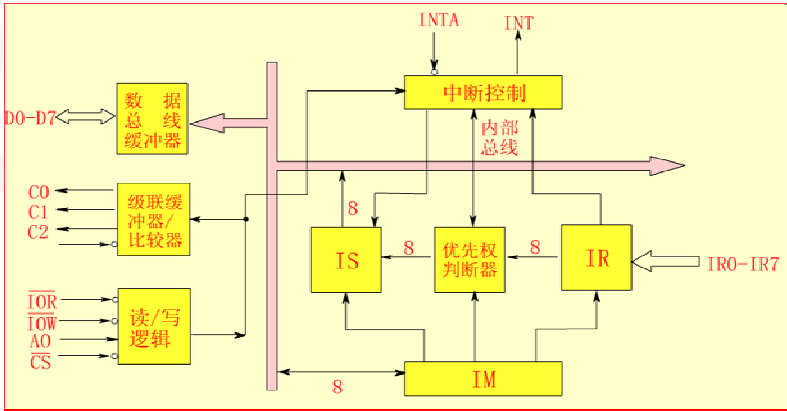 INTA
INT
数 据
总 线
缓冲器
D0-D7
中断控制
内部
总线
C0
C1
C2
级联缓
冲器/
比较器
8
IS
8
优先权
判断器
8
IR
IR0-IR7
IOR
IOW
A0
CS
读/写
逻辑
8
IM